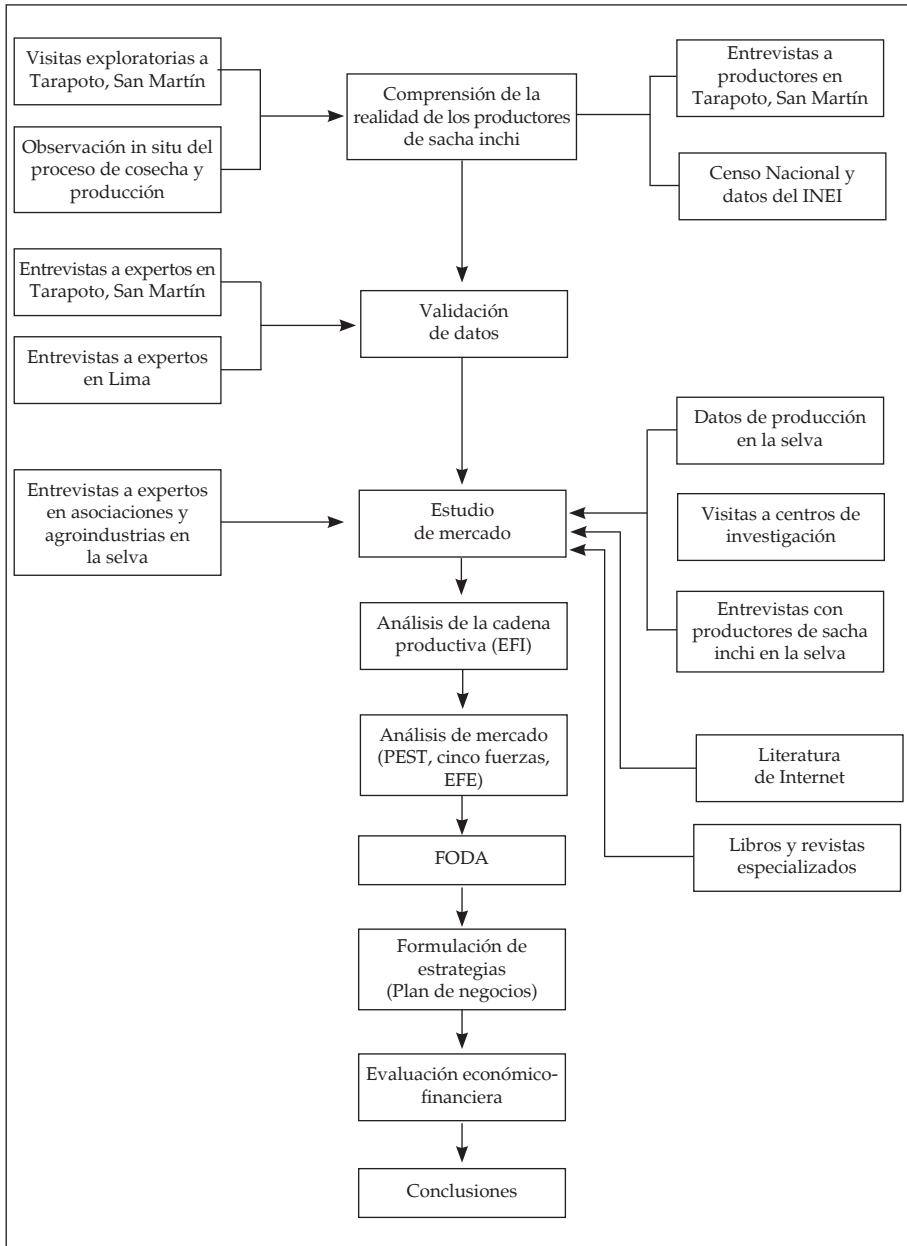 Visitas exploratorias a
Tarapoto, San Martín
Observación in situ del
proceso de cosecha y
producción
Comprensión de la
realidad de los productores
de sacha inchi
Entrevistas a
productores en
Tarapoto, San Martín
Censo Nacional y
datos del INEI
Entrevistas a expertos en
Tarapoto, San Martín
Entrevistas a expertos
en Lima
Validación
de datos
Entrevistas a expertos
en asociaciones y
agroindustrias en
la selva
Estudio
de mercado
Datos de producción
en la selva
Visitas a centros de
investigación
Entrevistas con
productores de sacha
inchi en la selva
Literatura
de Internet
Libros y revistas
especializados
Análisis de la cadena
productiva (EFI)
Análisis de mercado
(PEST, cinco fuerzas,
EFE)
FODA
Formulación de
estrategias
(Plan de negocios)
Evaluación económico-
financiera
Conclusiones